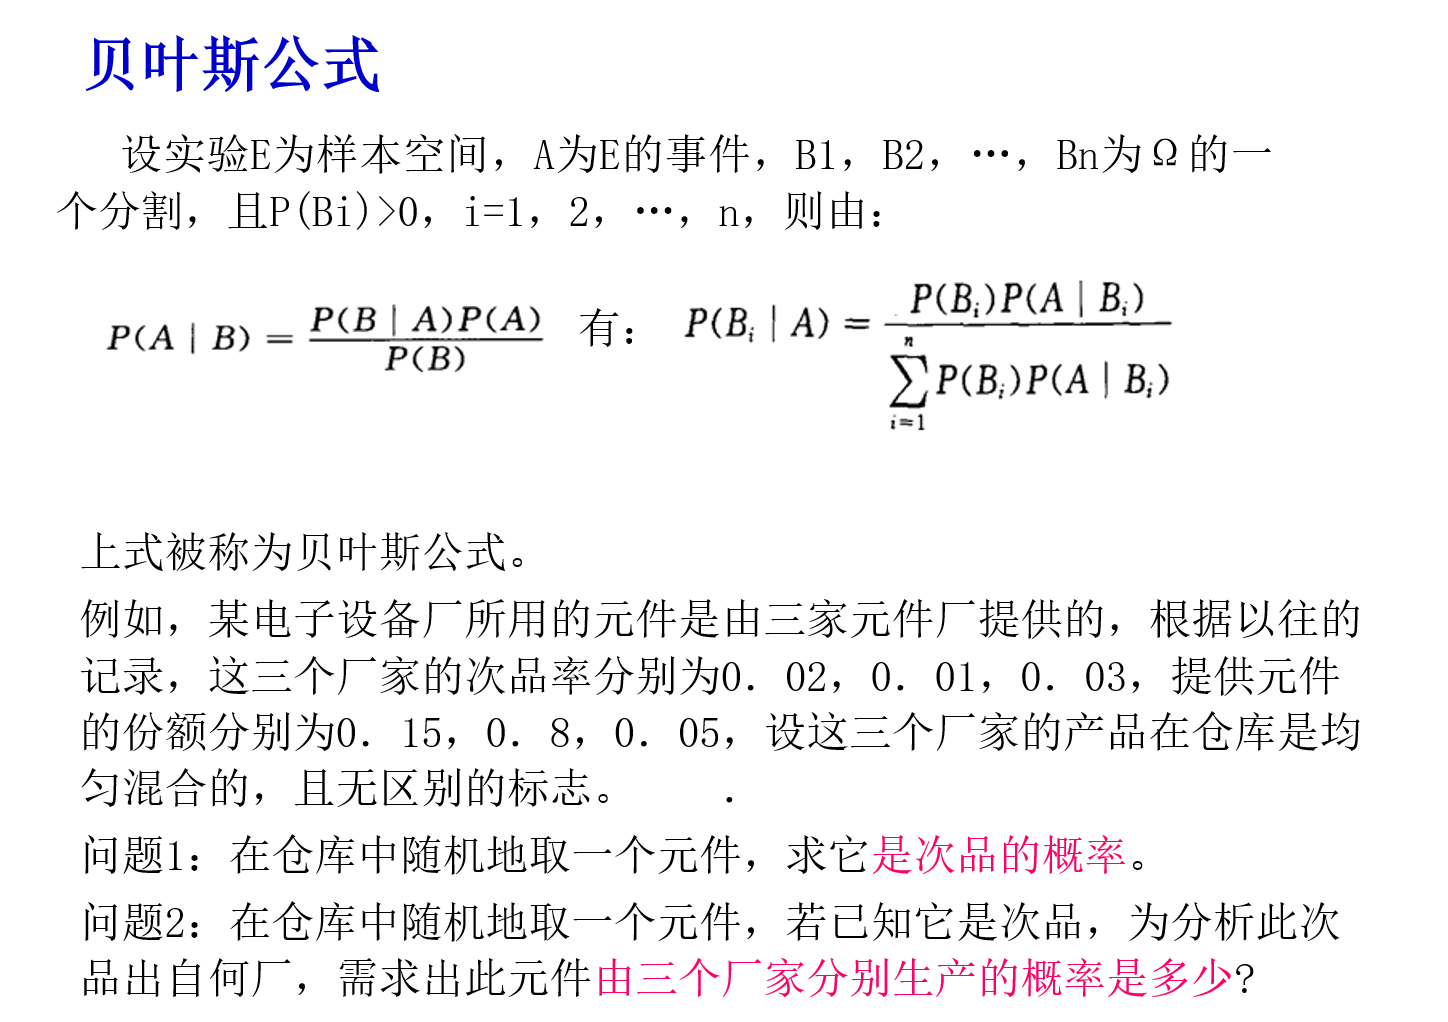 贝叶斯公式
设实验E为样本空间，A为E的事件，B1，B2，…，Bn为Ω的一
个分割，且P(Bi)>0，i=1，2，…，n，则由：
P(A | B) = P(B | A)P(A) / P(B) 有： P(B_i | A) = P(B_i)P(A | B_i) / ∑_{i=1}^{n} P(B_i)P(A | B_i)
上式被称为贝叶斯公式。
例如，某电子设备厂所用的元件是由三家元件厂提供的，根据以往的
记录，这三个厂家的次品率分别为0．02，0．01，0．03，提供元件
的份额分别为0．15，0．8，0．05，设这三个厂家的产品在仓库是均
匀混合的，且无区别的标志。 ．
问题1：在仓库中随机地取一个元件，求它是次品的概率。
问题2：在仓库中随机地取一个元件，若已知它是次品，为分析此次
品出自何厂，需求出此元件由三个厂家分别生产的概率是多少?